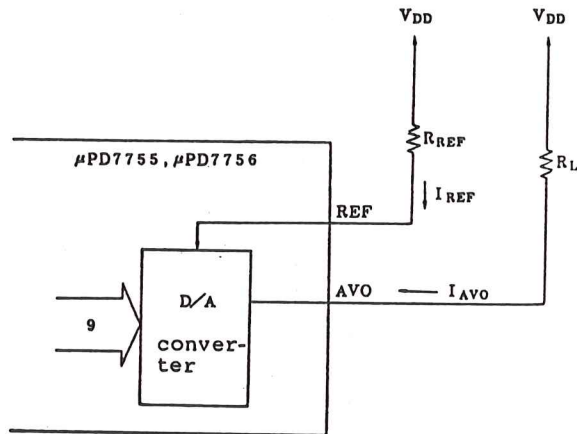 VDD VDD
RREF
μPD7755, μPD7756
RL
IREF
REF
D/A
AVO
IAVO
9
conver-
ter